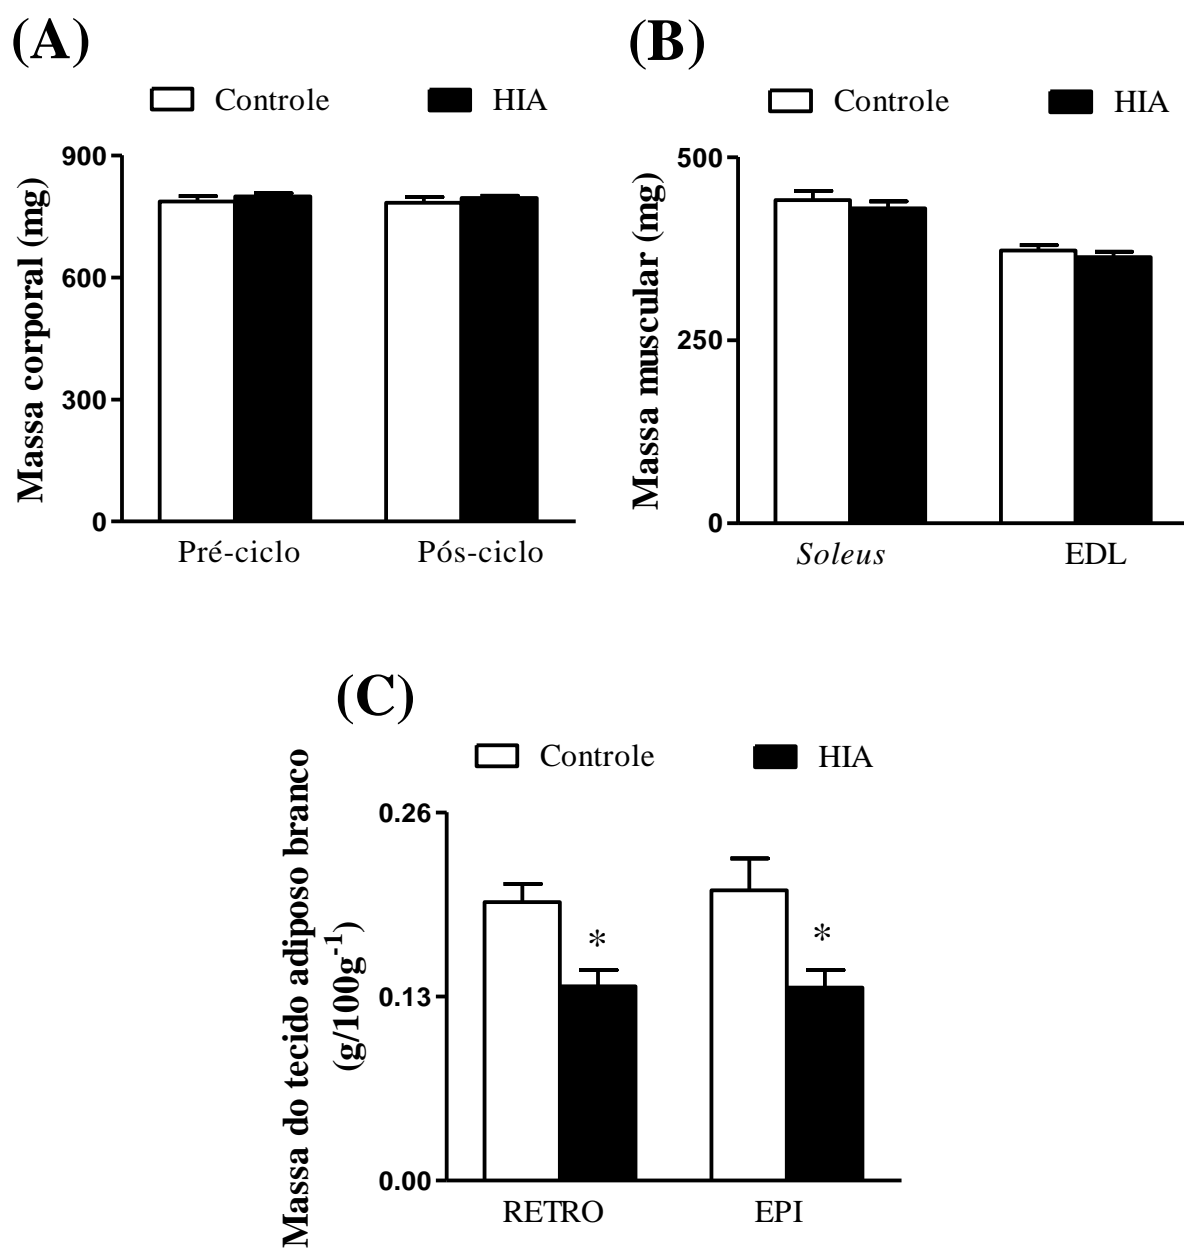 (A)
Controle HIA
Massa corporal (mg)
900
600
300
0
Pré-ciclo Pós-ciclo
(B)
Controle HIA
Massa muscular (mg)
500
250
0
Soleus EDL
(C)
Controle HIA
Massa do tecido adiposo branco
(g/100g⁻¹)
0.26
0.13
0.00
* *
RETRO EPI